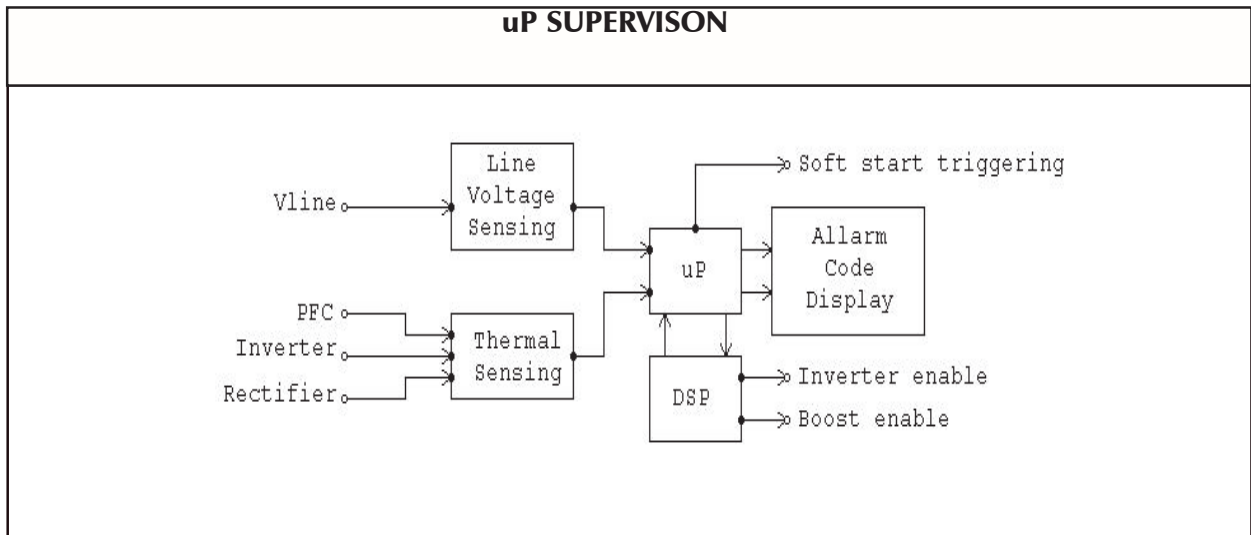 uP SUPERVISON
Line
Voltage
Sensing
Vline
Soft start triggering
uP
Allarm
Code
Display
PFC
Inverter
Rectifier
Thermal
Sensing
DSP
Inverter enable
Boost enable